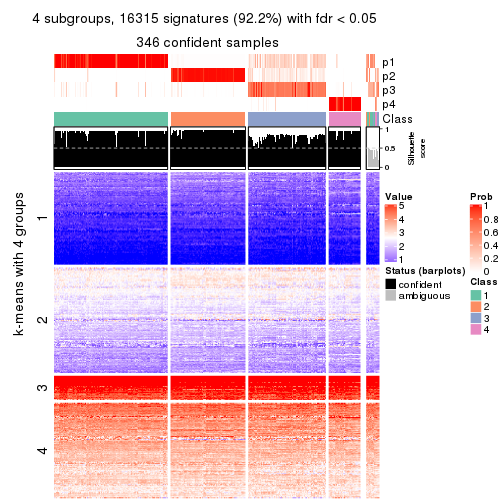 4 subgroups, 16315 signatures (92.2%) with fdr < 0.05
346 confident samples
p1
p2
p3
p4
Class
1
0.5
0
Silhouette
score
k-means with 4 groups
1
2
3
4
Value
5
4
3
2
1
Status (barplots)
confident
ambiguous
Prob
1
0.8
0.6
0.4
0.2
0
Class
1
2
3
4